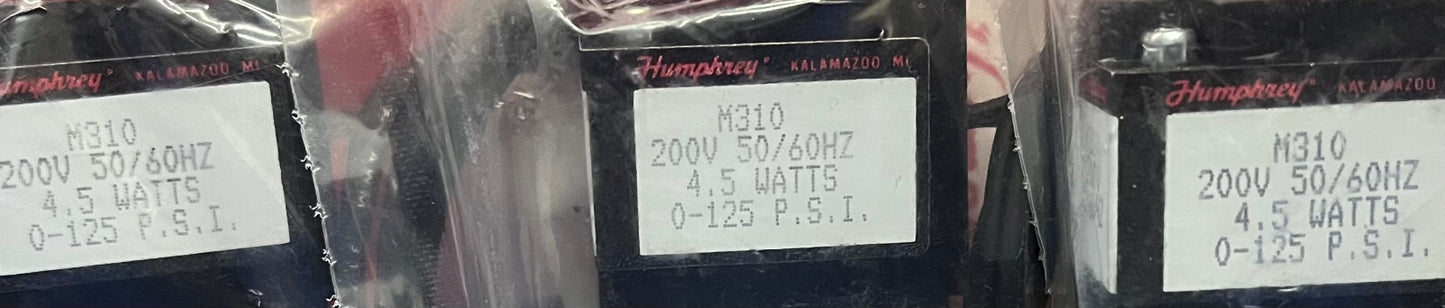 umphrey® KALAMAZOO MI
M310
200V 50/60HZ
4.5 WATTS
0-125 P.S.I.
Humphrey® KALAMAZOO MI
M310
200V 50/60HZ
4.5 WATTS
0-125 P.S.I.
Humphrey® KALAMAZOO
M310
200V 50/60HZ
4.5 WATTS
0-125 P.S.I.